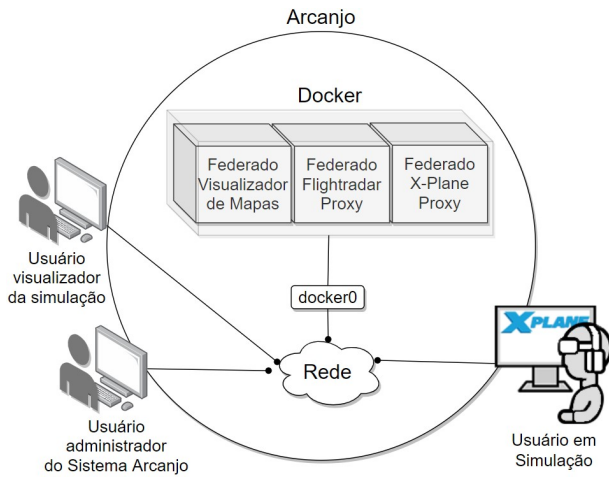 Arcanjo
Docker
Federado
Visualizador
de Mapas
Federado
Flightradar
Proxy
Federado
X-Plane
Proxy
Usuário
visualizador
da simulação
docker0
X PLANE
Rede
Usuário
administrador
do Sistema Arcanjo
Usuário em
Simulação